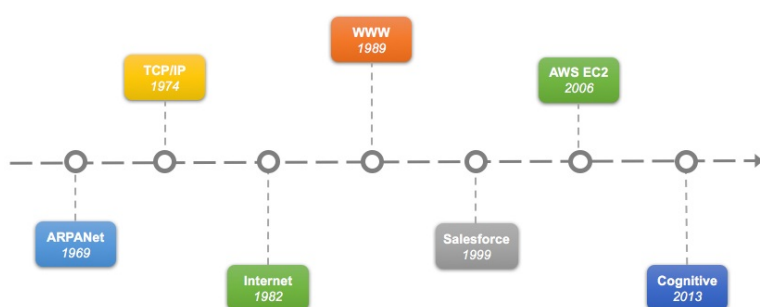 WWW
1989
TCP/IP
1974
AWS EC2
2006
ARPANet
1969
Salesforce
1999
Internet
1982
Cognitive
2013